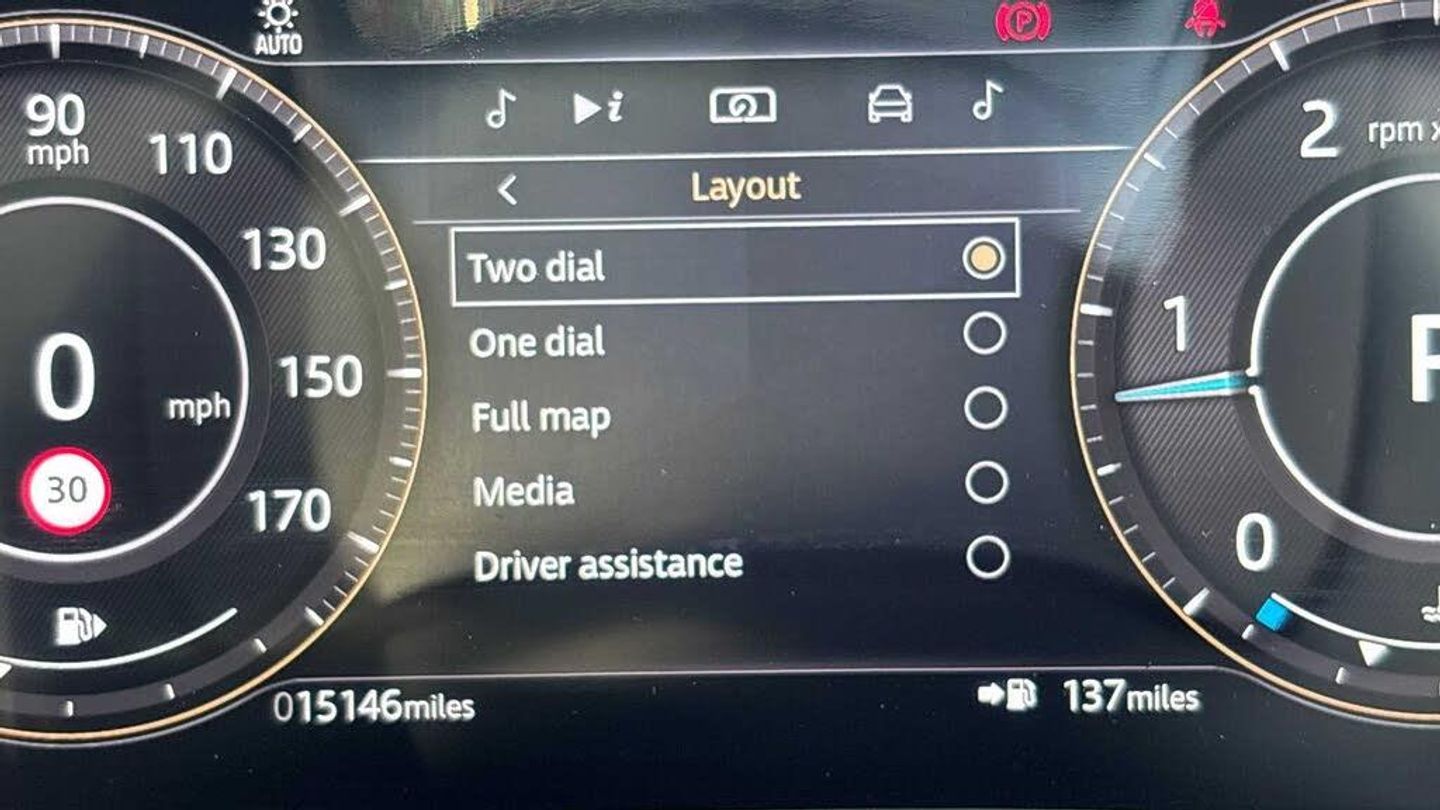 AUTO
P
i
90
mph
110
130
150
170
0
mph
30
Layout
Two dial
One dial
Full map
Media
Driver assistance
2
rpm x
1
0
015146miles
137miles